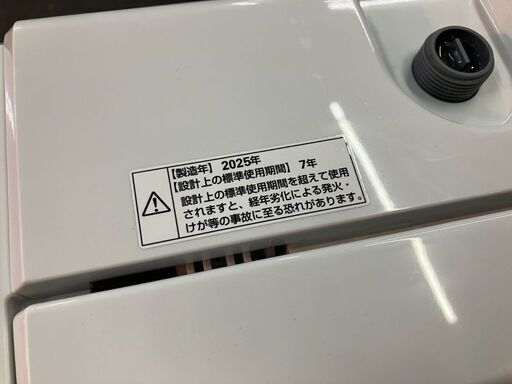 【製造年】 2025年
【設計上の標準使用期間】 7年
設計上の標準使用期間を超えて使用
されますと、経年劣化による発火・
けが等の事故に至る恐れがあります。